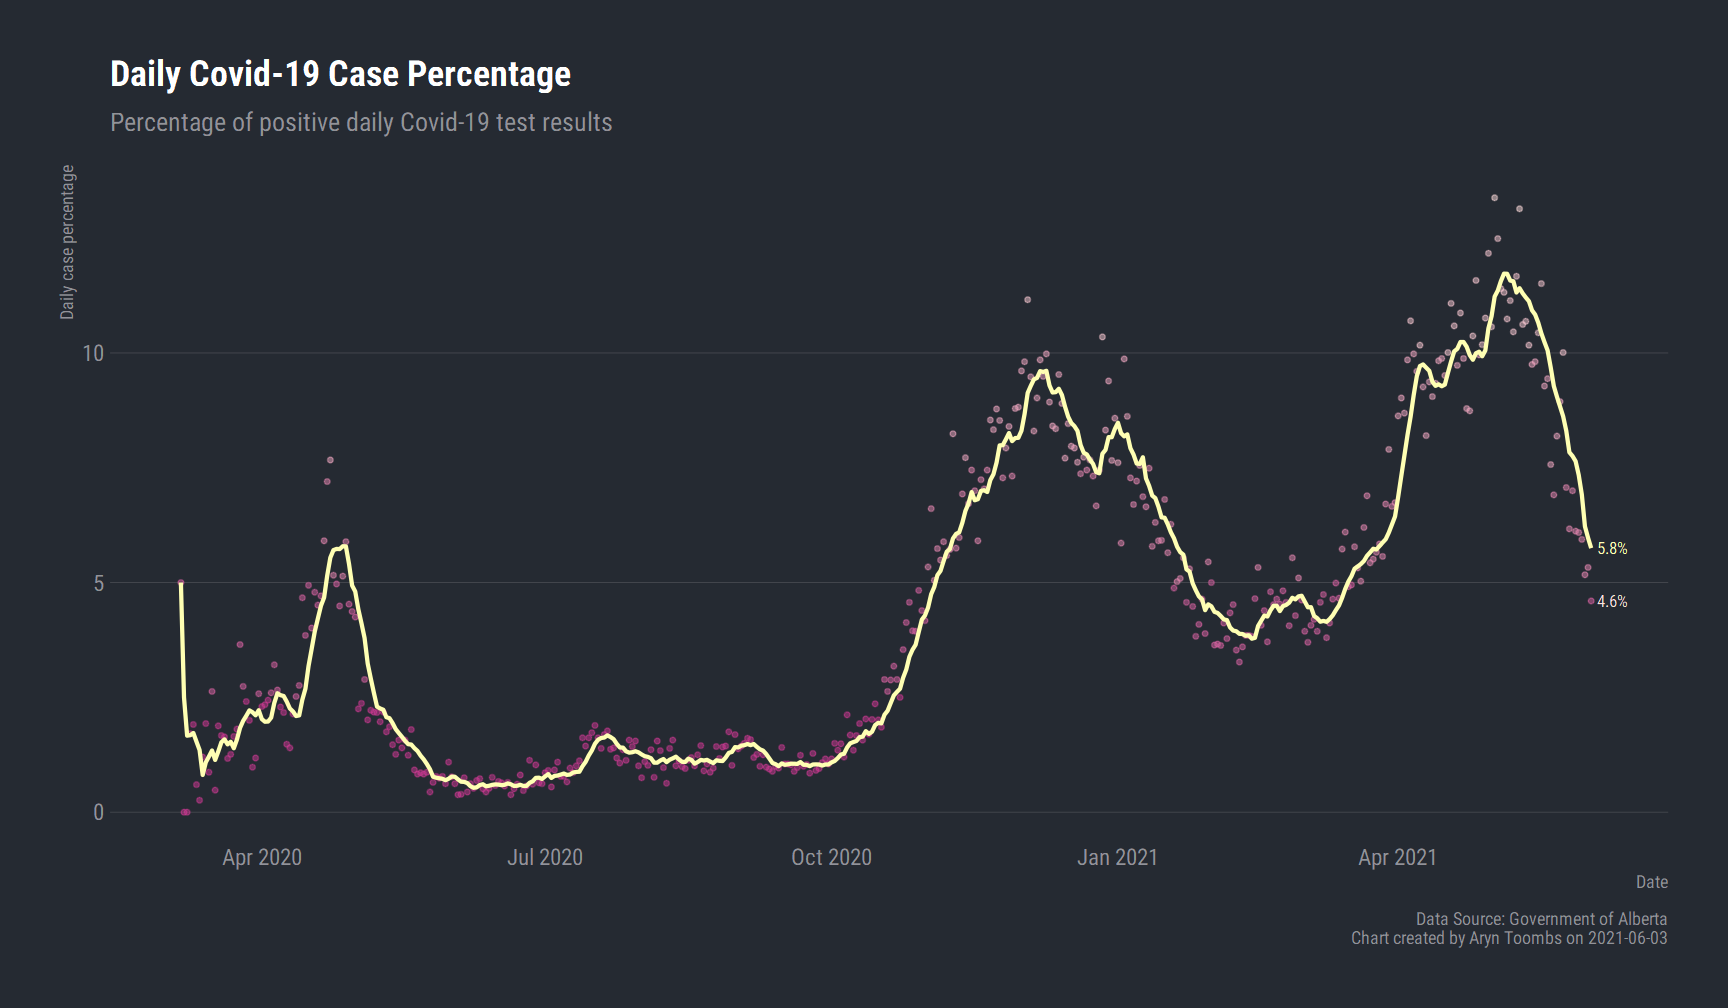 Daily Covid-19 Case Percentage
Percentage of positive daily Covid-19 test results
Daily case percentage
10
5
0
5.8%
4.6%
Apr 2020
Jul 2020
Oct 2020
Jan 2021
Apr 2021
Date
Data Source: Government of Alberta
Chart created by Aryn Toombs on 2021-06-03